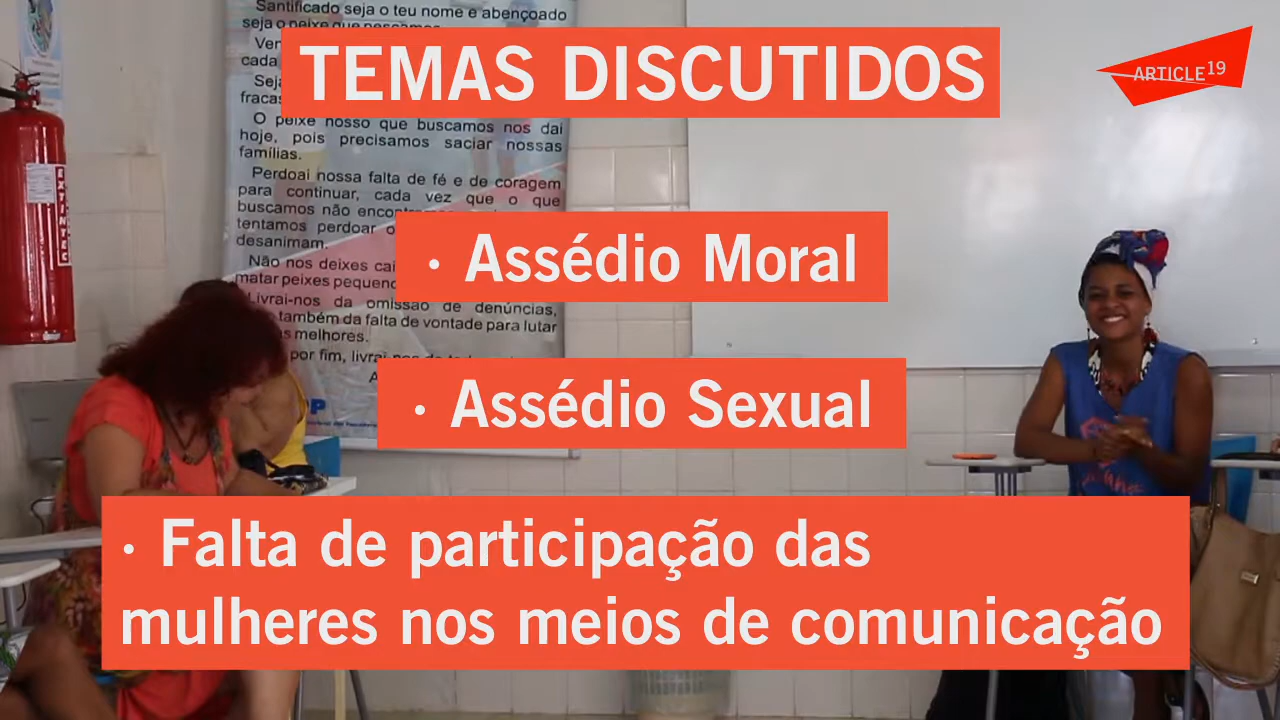 Santificado seja o teu nome e abençoado
seja o peixe que pescamos
TEMAS DISCUTIDOS
ARTICLE 19
cada
O peixe nosso que buscamos nos dai
hoje, pois precisamos saciar nossas
famílias.
Perdoai nossa falta de fé e de coragem
para continuar, cada vez que o que
buscamos não
tentamos perdoar
desanimam.
Não nos deixes
matar peixes
Livrai-nos da omissão de denúncias,
também da falta de vontade para lutar
melhores.
por fim,
EXTINTE
• Assédio Moral
• Assédio Sexual
• Falta de participação das
mulheres nos meios de comunicação